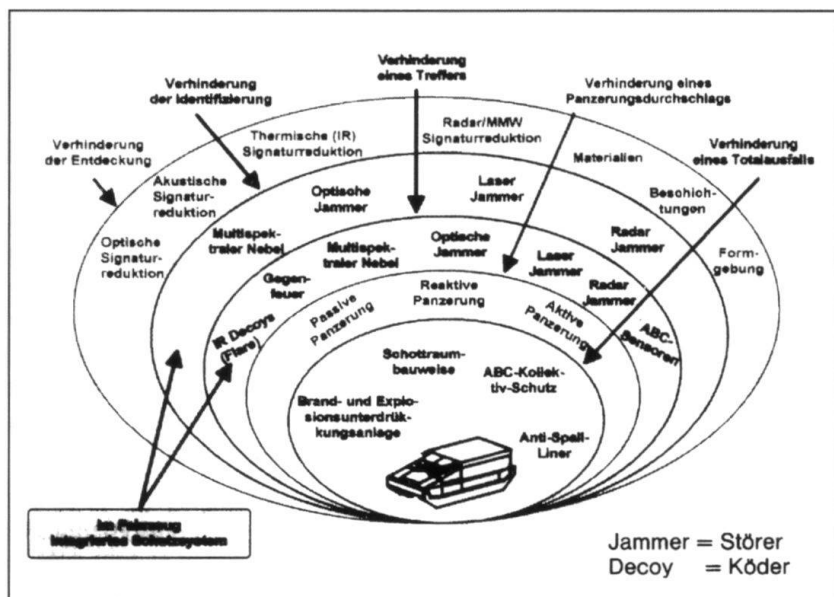 Verhinderung
eines Treffers
Verhinderung
der Identifizierung
Verhinderung eines
Panzerungsdurchschlags
Verhinderung
der Entdeckung
Thermische (IR)
Signaturreduktion
Radar/MMW
Signaturreduktion
Verhinderung
eines Totalausfalls
Akustische
Signatur-
reduktion
Materialien
Optische
Jammer
Laser
Jammer
Beschich-
tungen
Optische
Signatur-
reduktion
Multispek-
traler Nebel
Multispek-
traler Nebel
Optische
Jammer
Laser
Jammer
Radar
Jammer
Form-
gebung
Gegen-
feuer
Radar
Jammer
IR Decoys
(Flare)
Passive
Panzerung
Reaktive
Panzerung
Aktive
Panzerung
ABC-
Sensoren
Schottraum-
bauweise
ABC-Kollek-
tiv-Schutz
Brand- und Explo-
sionsunterdrük-
kungsanlage
Anti-Spall-
Liner
im Fahrzeug
integriertes Schutzsystem
Jammer = Störer
Decoy = Köder